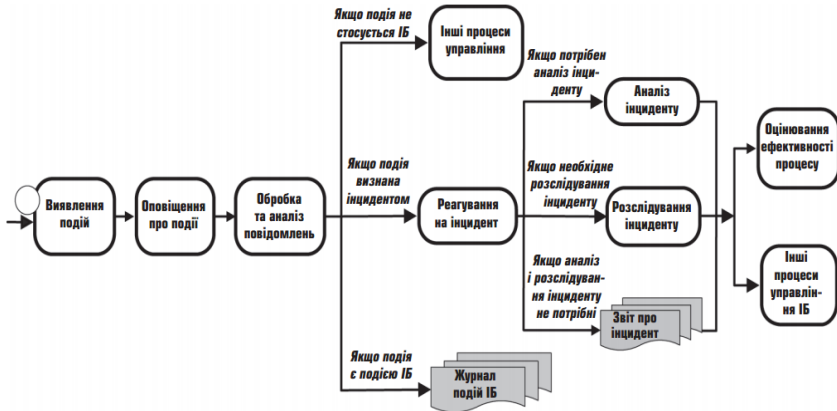 Якщо подія не
стосується ІБ
Інші процеси
управління
Якщо потрібен
аналіз інци-
денту
Аналіз
інциденту
Оцінювання
ефективності
процесу
Виявлення
подій
Оповіщення
про події
Обробка
та аналіз
повідомлень
Якщо подія
визнана
інцидентом
Реагування
на інцидент
Якщо необхідне
розслідування
інциденту
Розслідування
інциденту
Інші
процеси
управлін-
ня ІБ
Якщо аналіз
і розслідуван-
ня інциденту
не потрібні
Звіт про
інцидент
Якщо подія
є подією ІБ
Журнал
подій ІБ